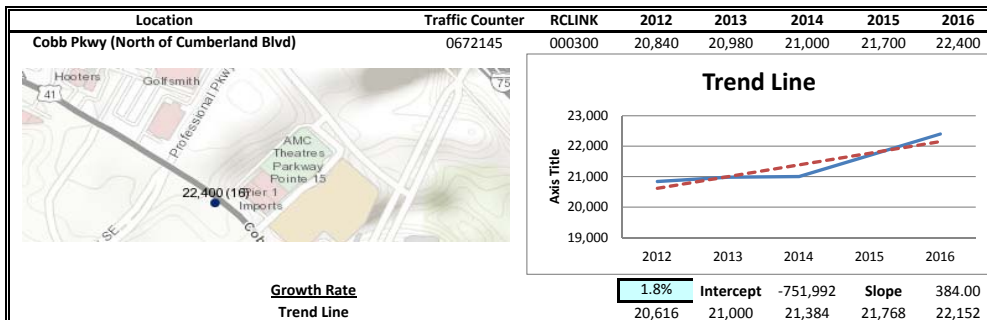 Location Traffic Counter RCLINK 2012 2013 2014 2015 2016
Cobb Pkwy (North of Cumberland Blvd) 0672145 000300 20,840 20,980 21,000 21,700 22,400
Hooters
Golfsmith
41
75
Professional Pkwy
AMC
Theatres
Parkway
Pointe 15
22,400 (16)
Pier 1
Imports
SE
Cob
Trend Line
Axis Title
23,000
22,000
21,000
20,000
19,000
2012 2013 2014 2015 2016
Growth Rate 1.8% Intercept -751,992 Slope 384.00
Trend Line 20,616 21,000 21,384 21,768 22,152